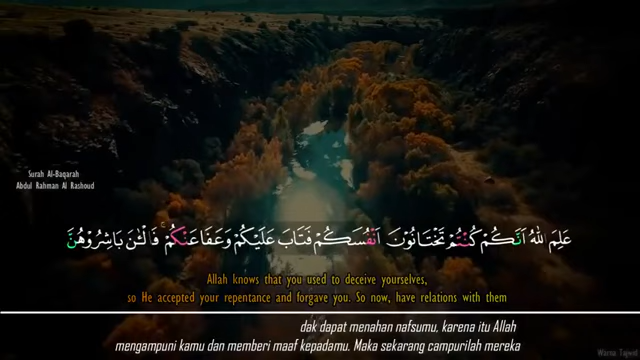 Surah Al-Baqarah
Abdul Rahman Al Rashoud
عَلِمَ اللّٰهُ اَنَّكُمْ كُنْتُمْ تَخْتَانُوْنَ اَنْفُسَكُمْ فَتَابَ عَلَيْكُمْ وَعَفَا عَنْكُمْ ۚ فَالْـٰٔنَ بَاشِرُوْهُنَّ
Allah knows that you used to deceive yourselves,
so He accepted your repentance and forgave you. So now, have relations with them
dak dapat menahan nafsumu, karena itu Allah
mengampuni kamu dan memberi maaf kepadamu. Maka sekarang campurilah mereka
Warna Tajwid